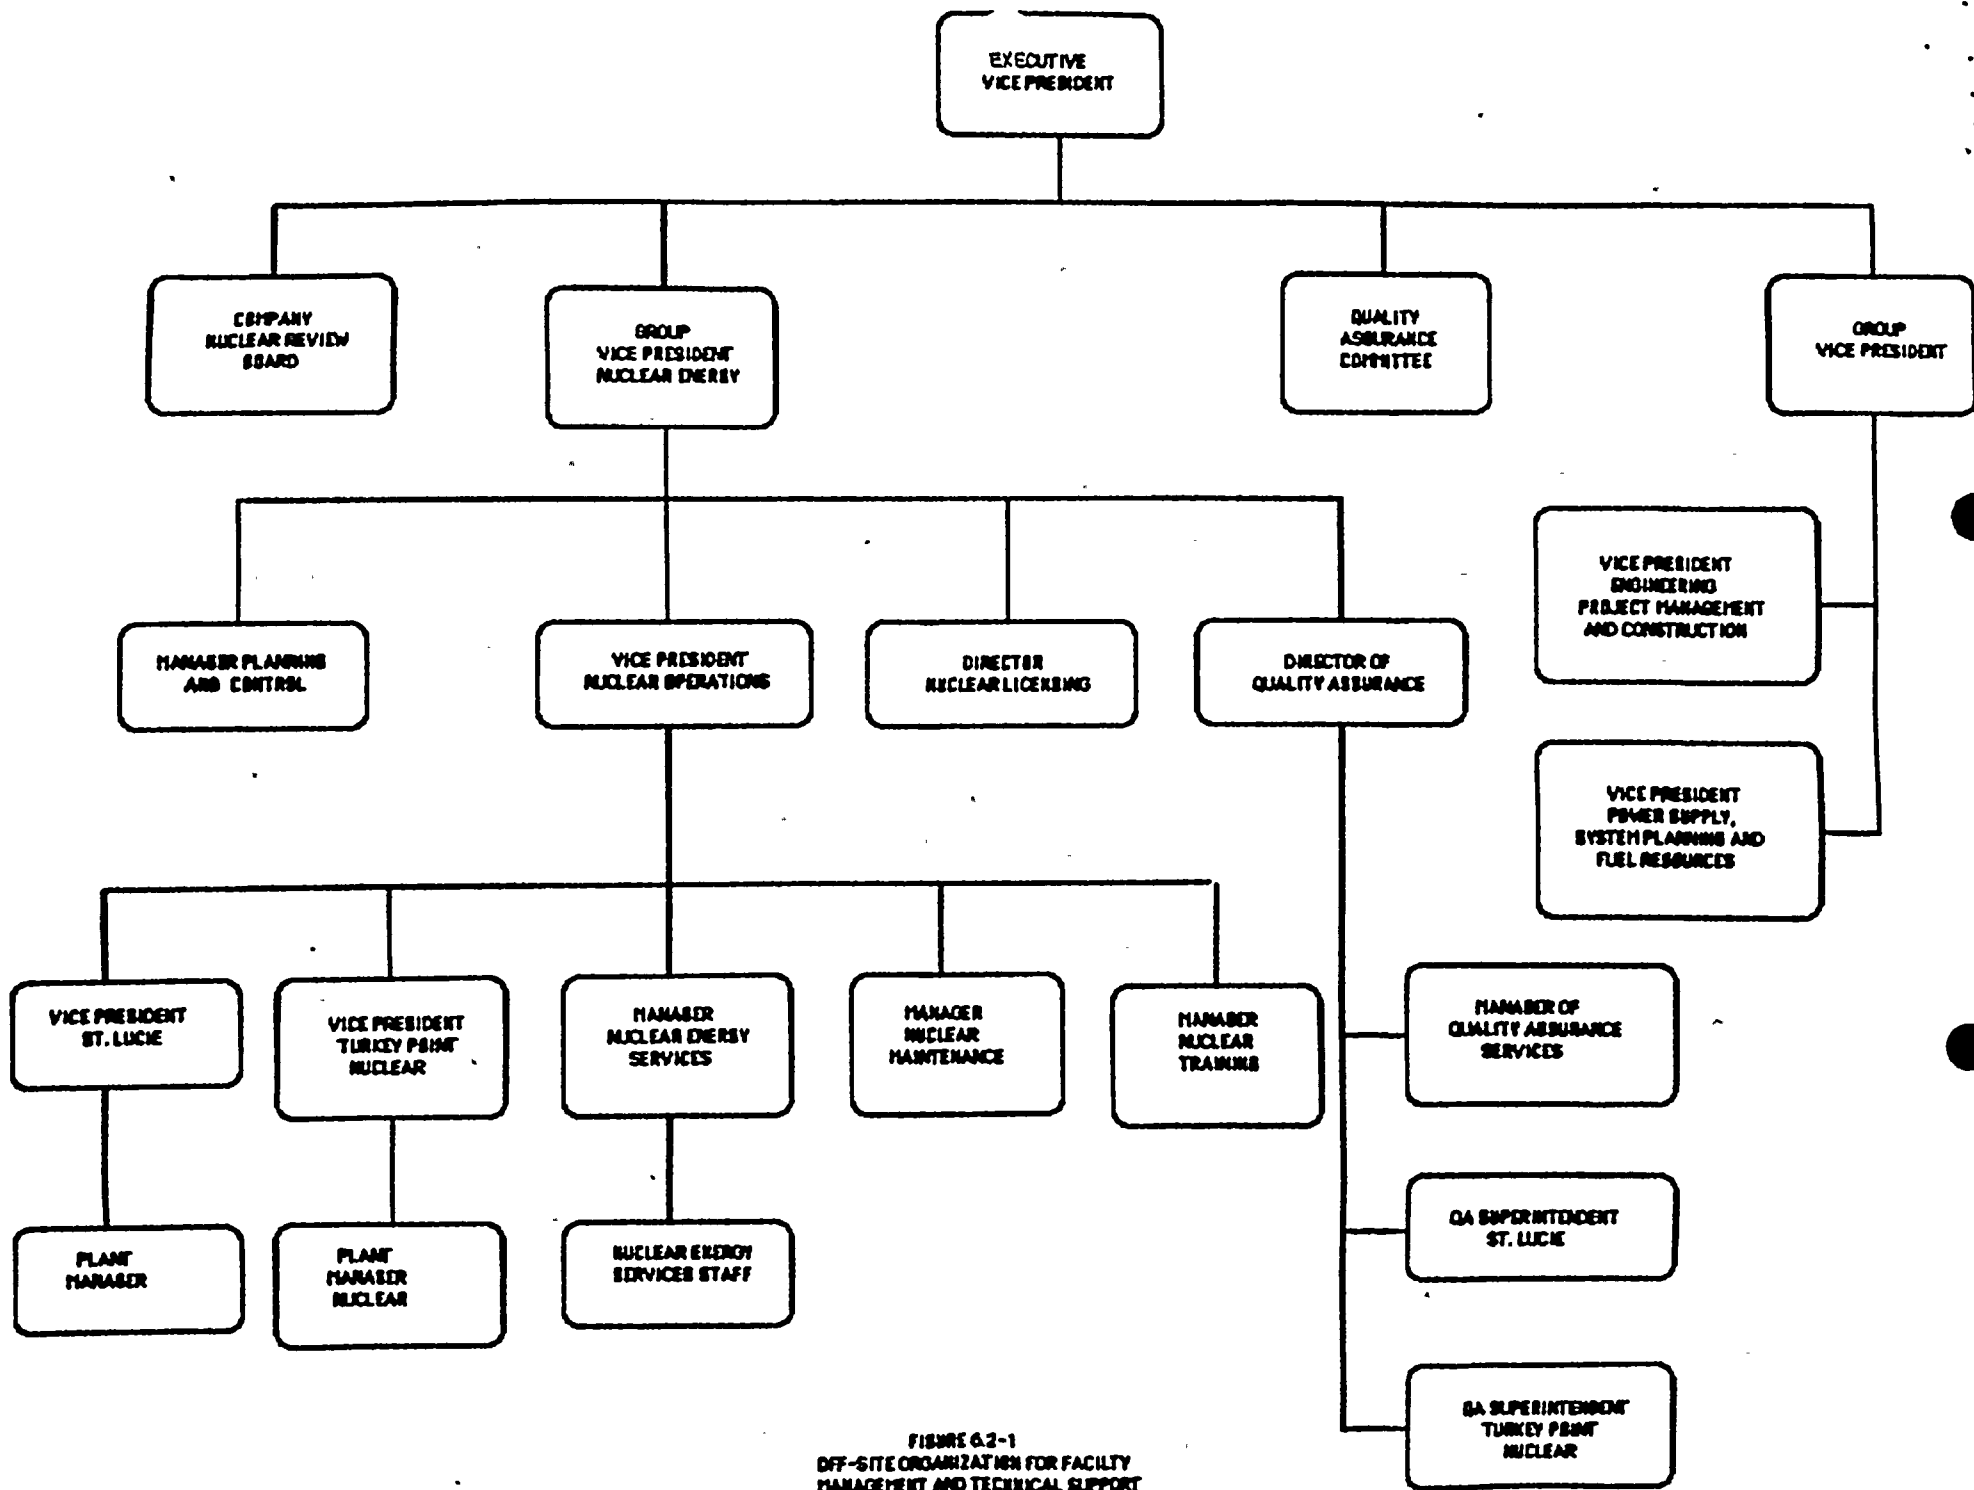 EXECUTIVE
VICE PRESIDENT
COMPANY
NUCLEAR REVIEW
BOARD
GROUP
VICE PRESIDENT
NUCLEAR ENERGY
QUALITY
ASSURANCE
COMMITTEE
GROUP
VICE PRESIDENT
VICE PRESIDENT
ENGINEERING
PROJECT MANAGEMENT
AND CONSTRUCTION
MANAGER PLANNING
AND CONTROL
VICE PRESIDENT
NUCLEAR OPERATIONS
DIRECTOR
NUCLEAR LICENSING
DIRECTOR OF
QUALITY ASSURANCE
VICE PRESIDENT
POWER SUPPLY,
SYSTEM PLANNING AND
FUEL RESOURCES
VICE PRESIDENT
ST. LUCIE
VICE PRESIDENT
TURKEY POINT
NUCLEAR
MANAGER
NUCLEAR ENERGY
SERVICES
MANAGER
NUCLEAR
MAINTENANCE
MANAGER
NUCLEAR
TRAINING
MANAGER OF
QUALITY ASSURANCE
SERVICES
PLANT
MANAGER
PLANT
MANAGER
NUCLEAR
NUCLEAR ENERGY
SERVICES STAFF
QA SUPERINTENDENT
ST. LUCIE
QA SUPERINTENDENT
TURKEY POINT
NUCLEAR
FIGURE 6.2-1
OFF-SITE ORGANIZATION FOR FACILTY
MANAGEMENT AND TECHNICAL SUPPORT